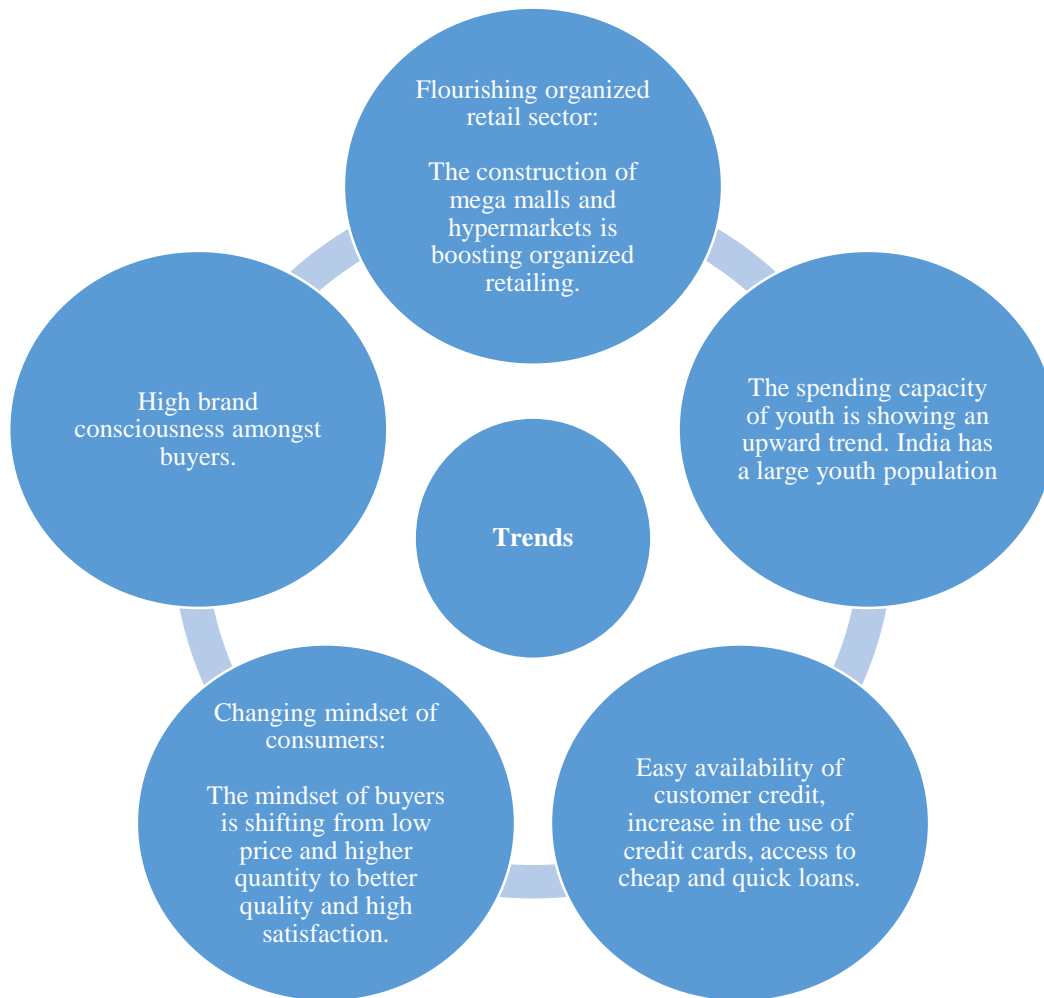 Flourishing organized
retail sector:
The construction of
mega malls and
hypermarkets is
boosting organized
retailing.
The spending capacity
of youth is showing an
upward trend. India has
a large youth population
Easy availability of
customer credit,
increase in the use of
credit cards, access to
cheap and quick loans.
Changing mindset of
consumers:
The mindset of buyers
is shifting from low
price and higher
quantity to better
quality and high
satisfaction.
High brand
consciousness amongst
buyers.
Trends